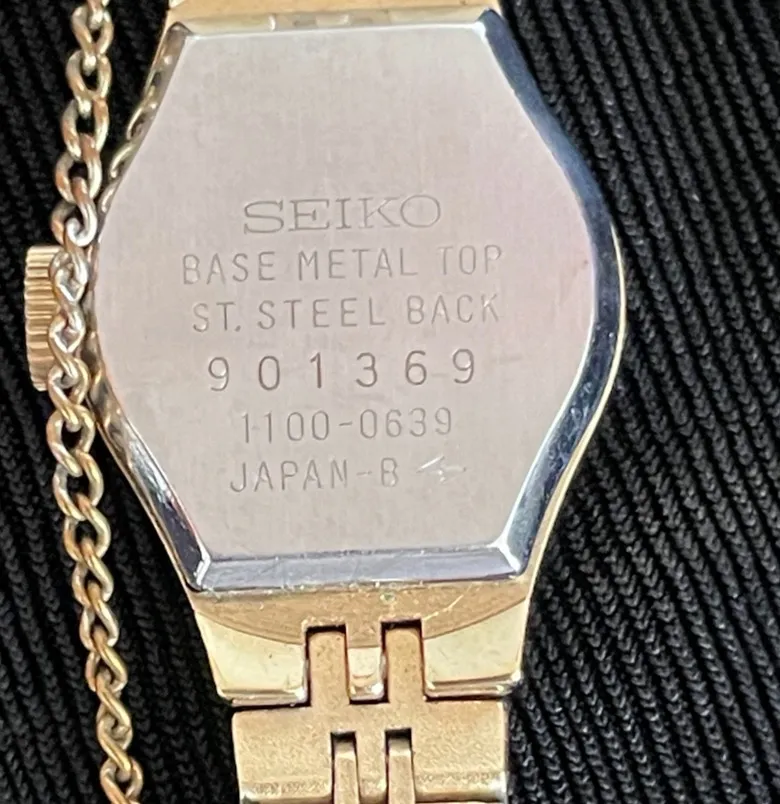 SEIKO
BASE METAL TOP
ST. STEEL BACK
901369
1100-0639
JAPAN-B